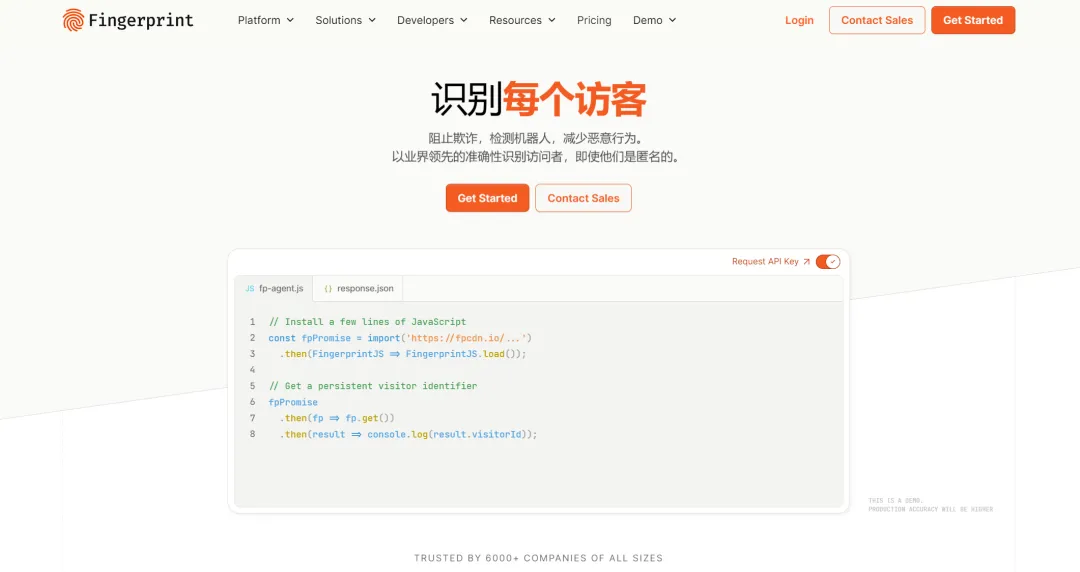 Fingerprint
Platform Solutions Developers Resources Pricing Demo Login Contact Sales Get Started
识别每个访客
阻止欺诈，检测机器人，减少恶意行为。
以业界领先的准确性识别访问者，即使他们是匿名的。
Get Started Contact Sales
Request API Key
JS fp-agent.js {} response.json
1 // Install a few lines of JavaScript
2 const fpPromise = import('https://fpcdn.io/...')
3 .then(FingerprintJS ⇒ FingerprintJS.load());
4
5 // Get a persistent visitor identifier
6 fpPromise
7 .then(fp ⇒ fp.get())
8 .then(result ⇒ console.log(result.visitorId));
THIS IS A DEMO.
PRODUCTION ACCURACY WILL BE HIGHER
TRUSTED BY 6000+ COMPANIES OF ALL SIZES